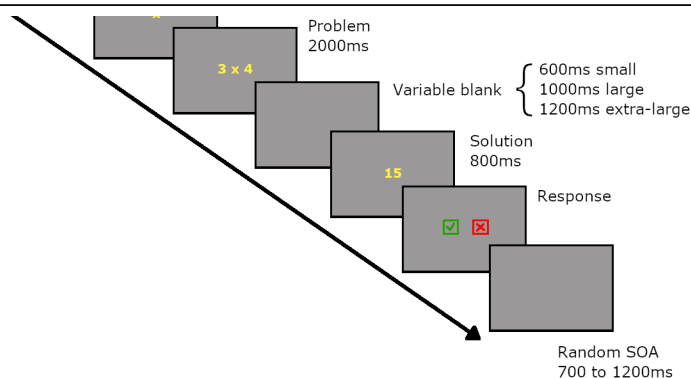 Problem
2000ms
3 x 4
Variable blank
600ms small
1000ms large
1200ms extra-large
Solution
800ms
15
Response
Random SOA
700 to 1200ms